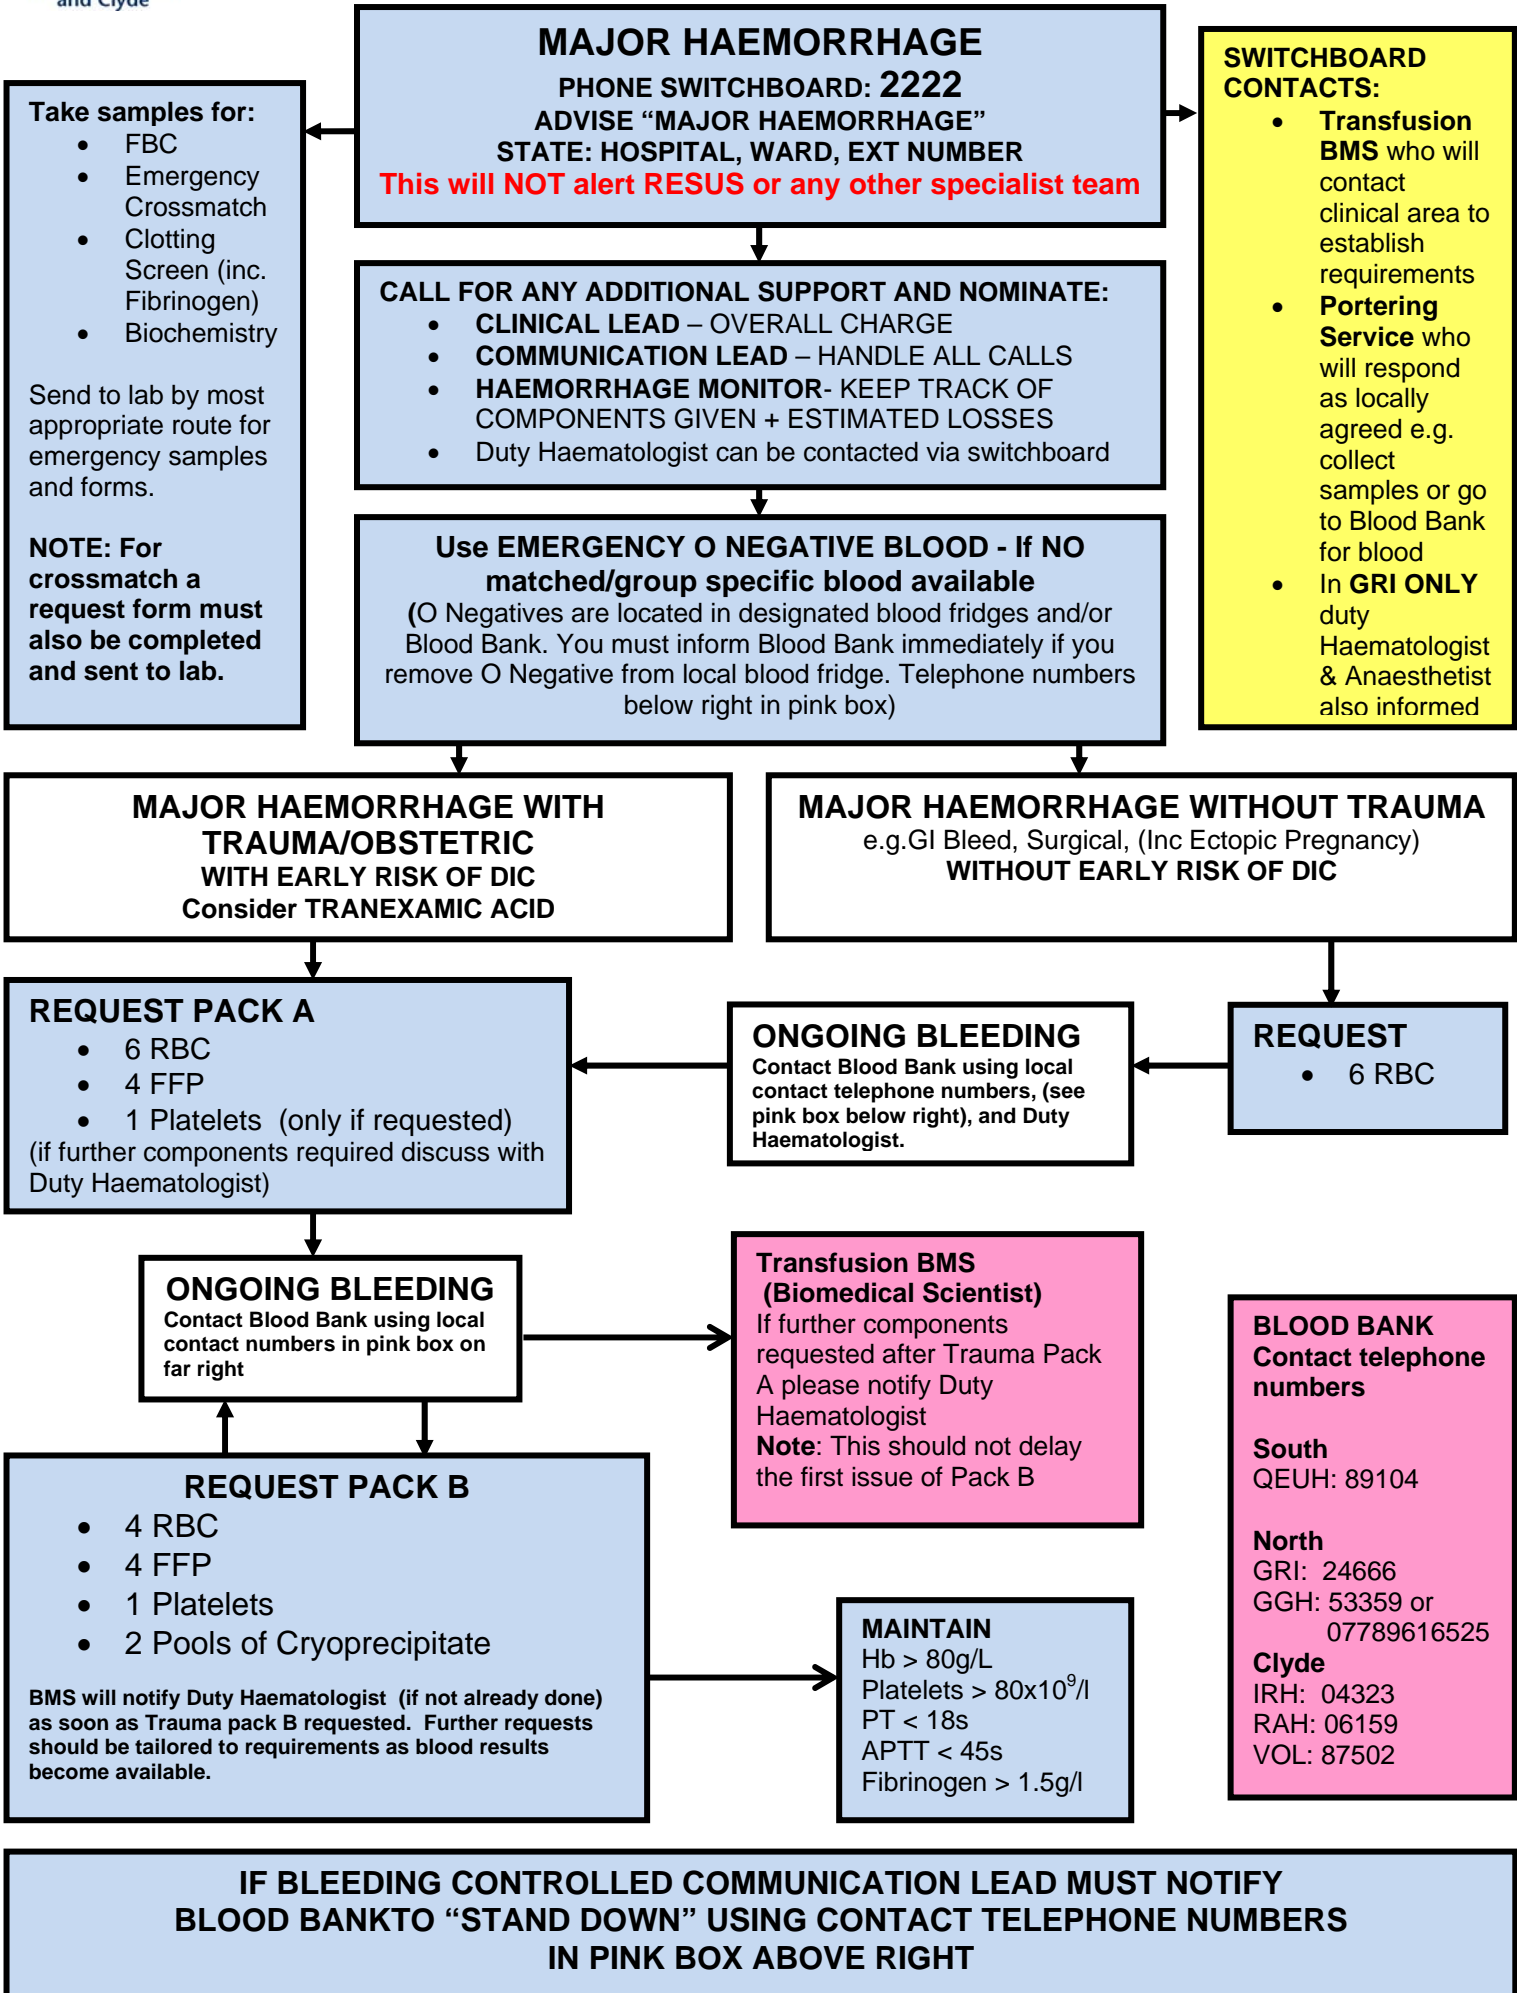 and Clyde
MAJOR HAEMORRHAGE
PHONE SWITCHBOARD: 2222
ADVISE “MAJOR HAEMORRHAGE”
STATE: HOSPITAL, WARD, EXT NUMBER
This will NOT alert RESUS or any other specialist team
Take samples for:
• FBC
• Emergency
Crossmatch
• Clotting
Screen (inc.
Fibrinogen)
• Biochemistry
Send to lab by most
appropriate route for
emergency samples
and forms.
NOTE: For
crossmatch a
request form must
also be completed
and sent to lab.
SWITCHBOARD
CONTACTS:
• Transfusion
BMS who will
contact
clinical area to
establish
requirements
• Portering
Service who
will respond
as locally
agreed e.g.
collect
samples or go
to Blood Bank
for blood
• In GRI ONLY
duty
Haematologist
& Anaesthetist
also informed
CALL FOR ANY ADDITIONAL SUPPORT AND NOMINATE:
• CLINICAL LEAD – OVERALL CHARGE
• COMMUNICATION LEAD – HANDLE ALL CALLS
• HAEMORRHAGE MONITOR- KEEP TRACK OF
COMPONENTS GIVEN + ESTIMATED LOSSES
• Duty Haematologist can be contacted via switchboard
Use EMERGENCY O NEGATIVE BLOOD - If NO
matched/group specific blood available
(O Negatives are located in designated blood fridges and/or
Blood Bank. You must inform Blood Bank immediately if you
remove O Negative from local blood fridge. Telephone numbers
below right in pink box)
MAJOR HAEMORRHAGE WITH
TRAUMA/OBSTETRIC
WITH EARLY RISK OF DIC
Consider TRANEXAMIC ACID
MAJOR HAEMORRHAGE WITHOUT TRAUMA
e.g.GI Bleed, Surgical, (Inc Ectopic Pregnancy)
WITHOUT EARLY RISK OF DIC
REQUEST PACK A
• 6 RBC
• 4 FFP
• 1 Platelets (only if requested)
(if further components required discuss with
Duty Haematologist)
ONGOING BLEEDING
Contact Blood Bank using local
contact telephone numbers, (see
pink box below right), and Duty
Haematologist.
REQUEST
• 6 RBC
ONGOING BLEEDING
Contact Blood Bank using local
contact numbers in pink box on
far right
Transfusion BMS
(Biomedical Scientist)
If further components
requested after Trauma Pack
A please notify Duty
Haematologist
Note: This should not delay
the first issue of Pack B
BLOOD BANK
Contact telephone
numbers
South
QEUH: 89104
North
GRI: 24666
GGH: 53359 or
07789616525
Clyde
IRH: 04323
RAH: 06159
VOL: 87502
REQUEST PACK B
• 4 RBC
• 4 FFP
• 1 Platelets
• 2 Pools of Cryoprecipitate
BMS will notify Duty Haematologist (if not already done)
as soon as Trauma pack B requested. Further requests
should be tailored to requirements as blood results
become available.
MAINTAIN
Hb > 80g/L
Platelets > 80x10⁹/l
PT < 18s
APTT < 45s
Fibrinogen > 1.5g/l
IF BLEEDING CONTROLLED COMMUNICATION LEAD MUST NOTIFY
BLOOD BANKTO “STAND DOWN” USING CONTACT TELEPHONE NUMBERS
IN PINK BOX ABOVE RIGHT